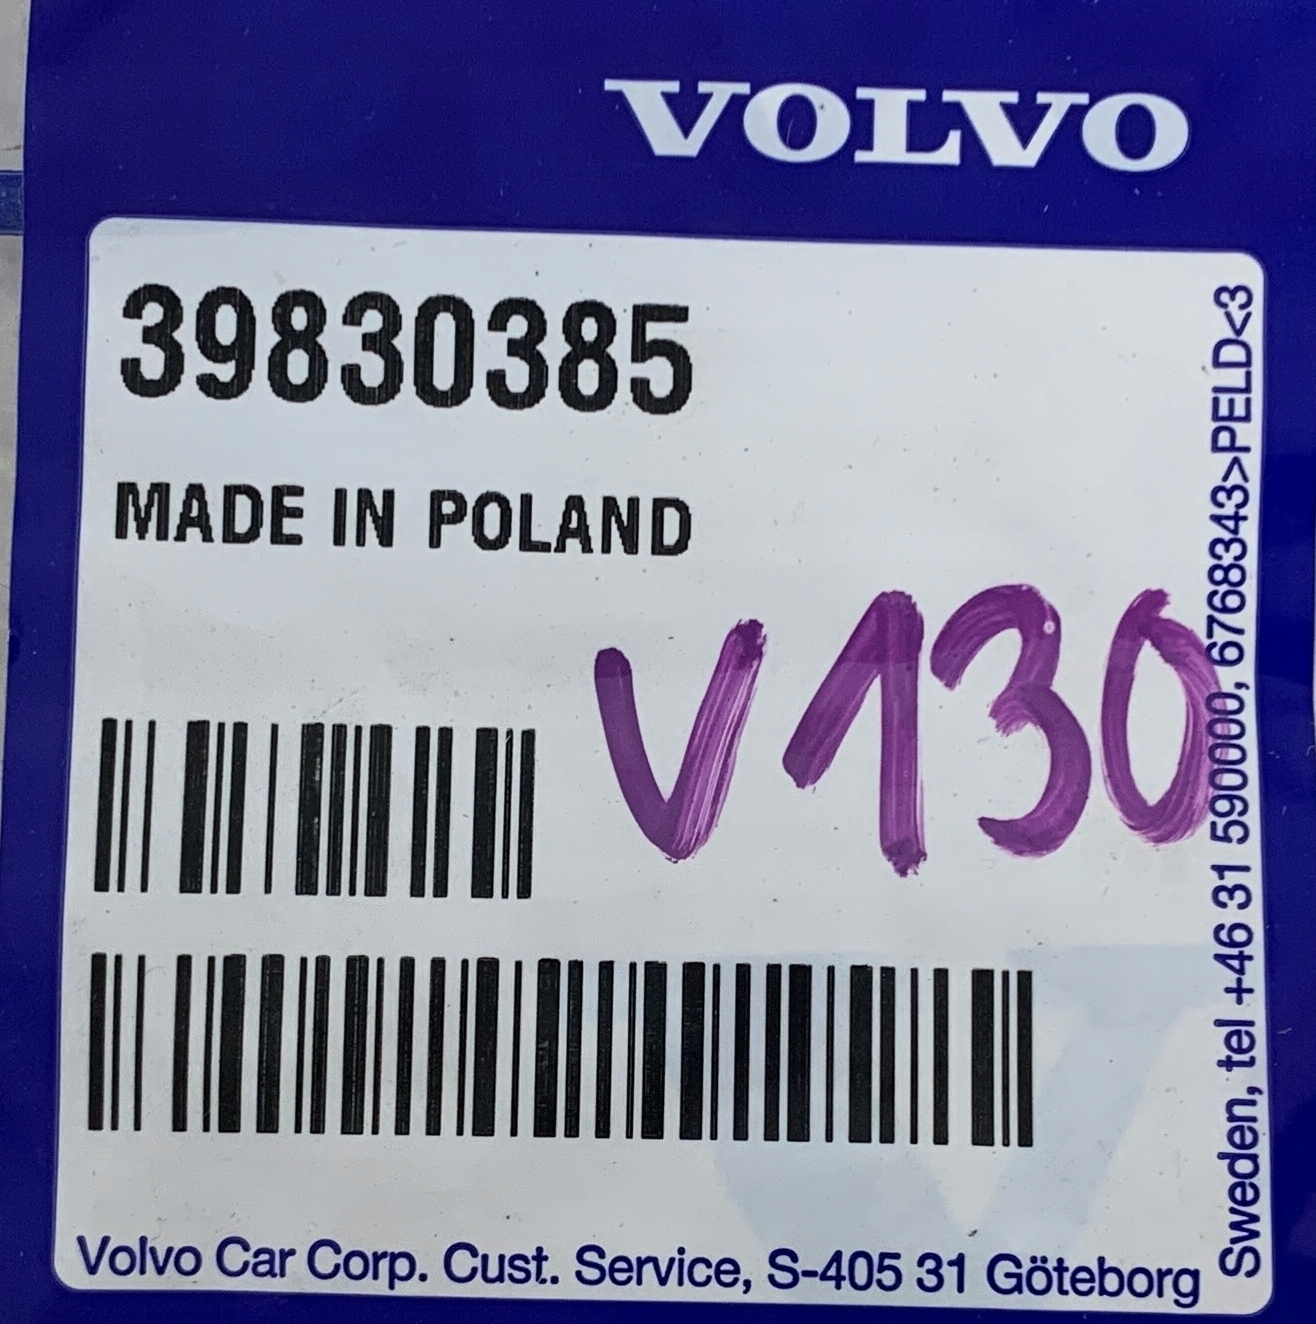 VOLVO
39830385
MADE IN POLAND
V130
Volvo Car Corp. Cust. Service, S-405 31 Göteborg
Sweden, tel +46 31 590000, 6768343>PELD<3